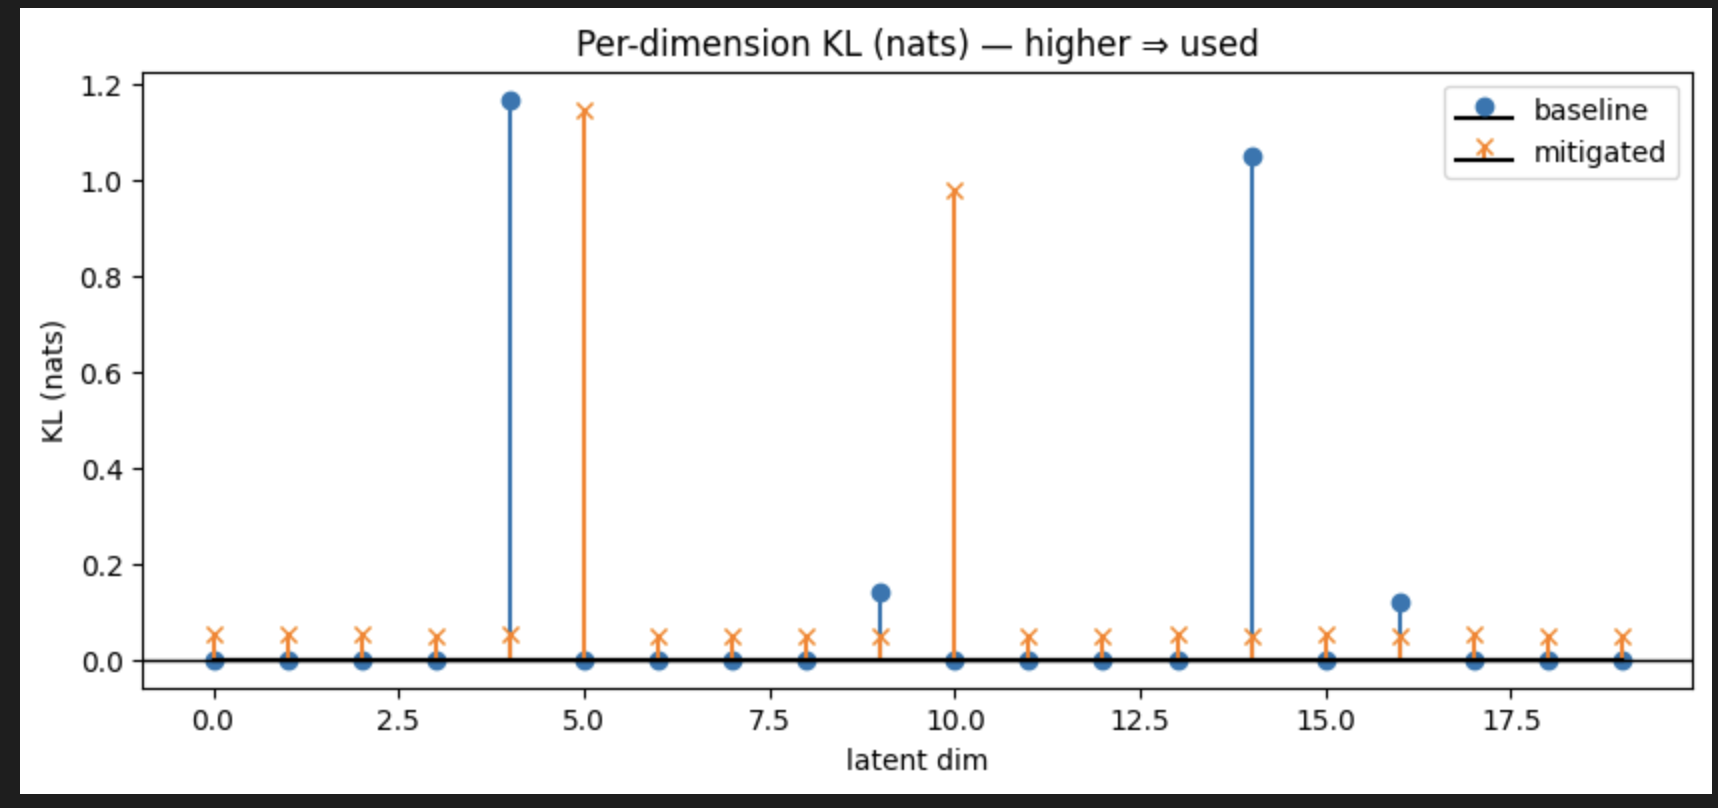 Per-dimension KL (nats) — higher ⇒ used
baseline
mitigated
KL (nats)
1.2
1.0
0.8
0.6
0.4
0.2
0.0
0.0 2.5 5.0 7.5 10.0 12.5 15.0 17.5
latent dim